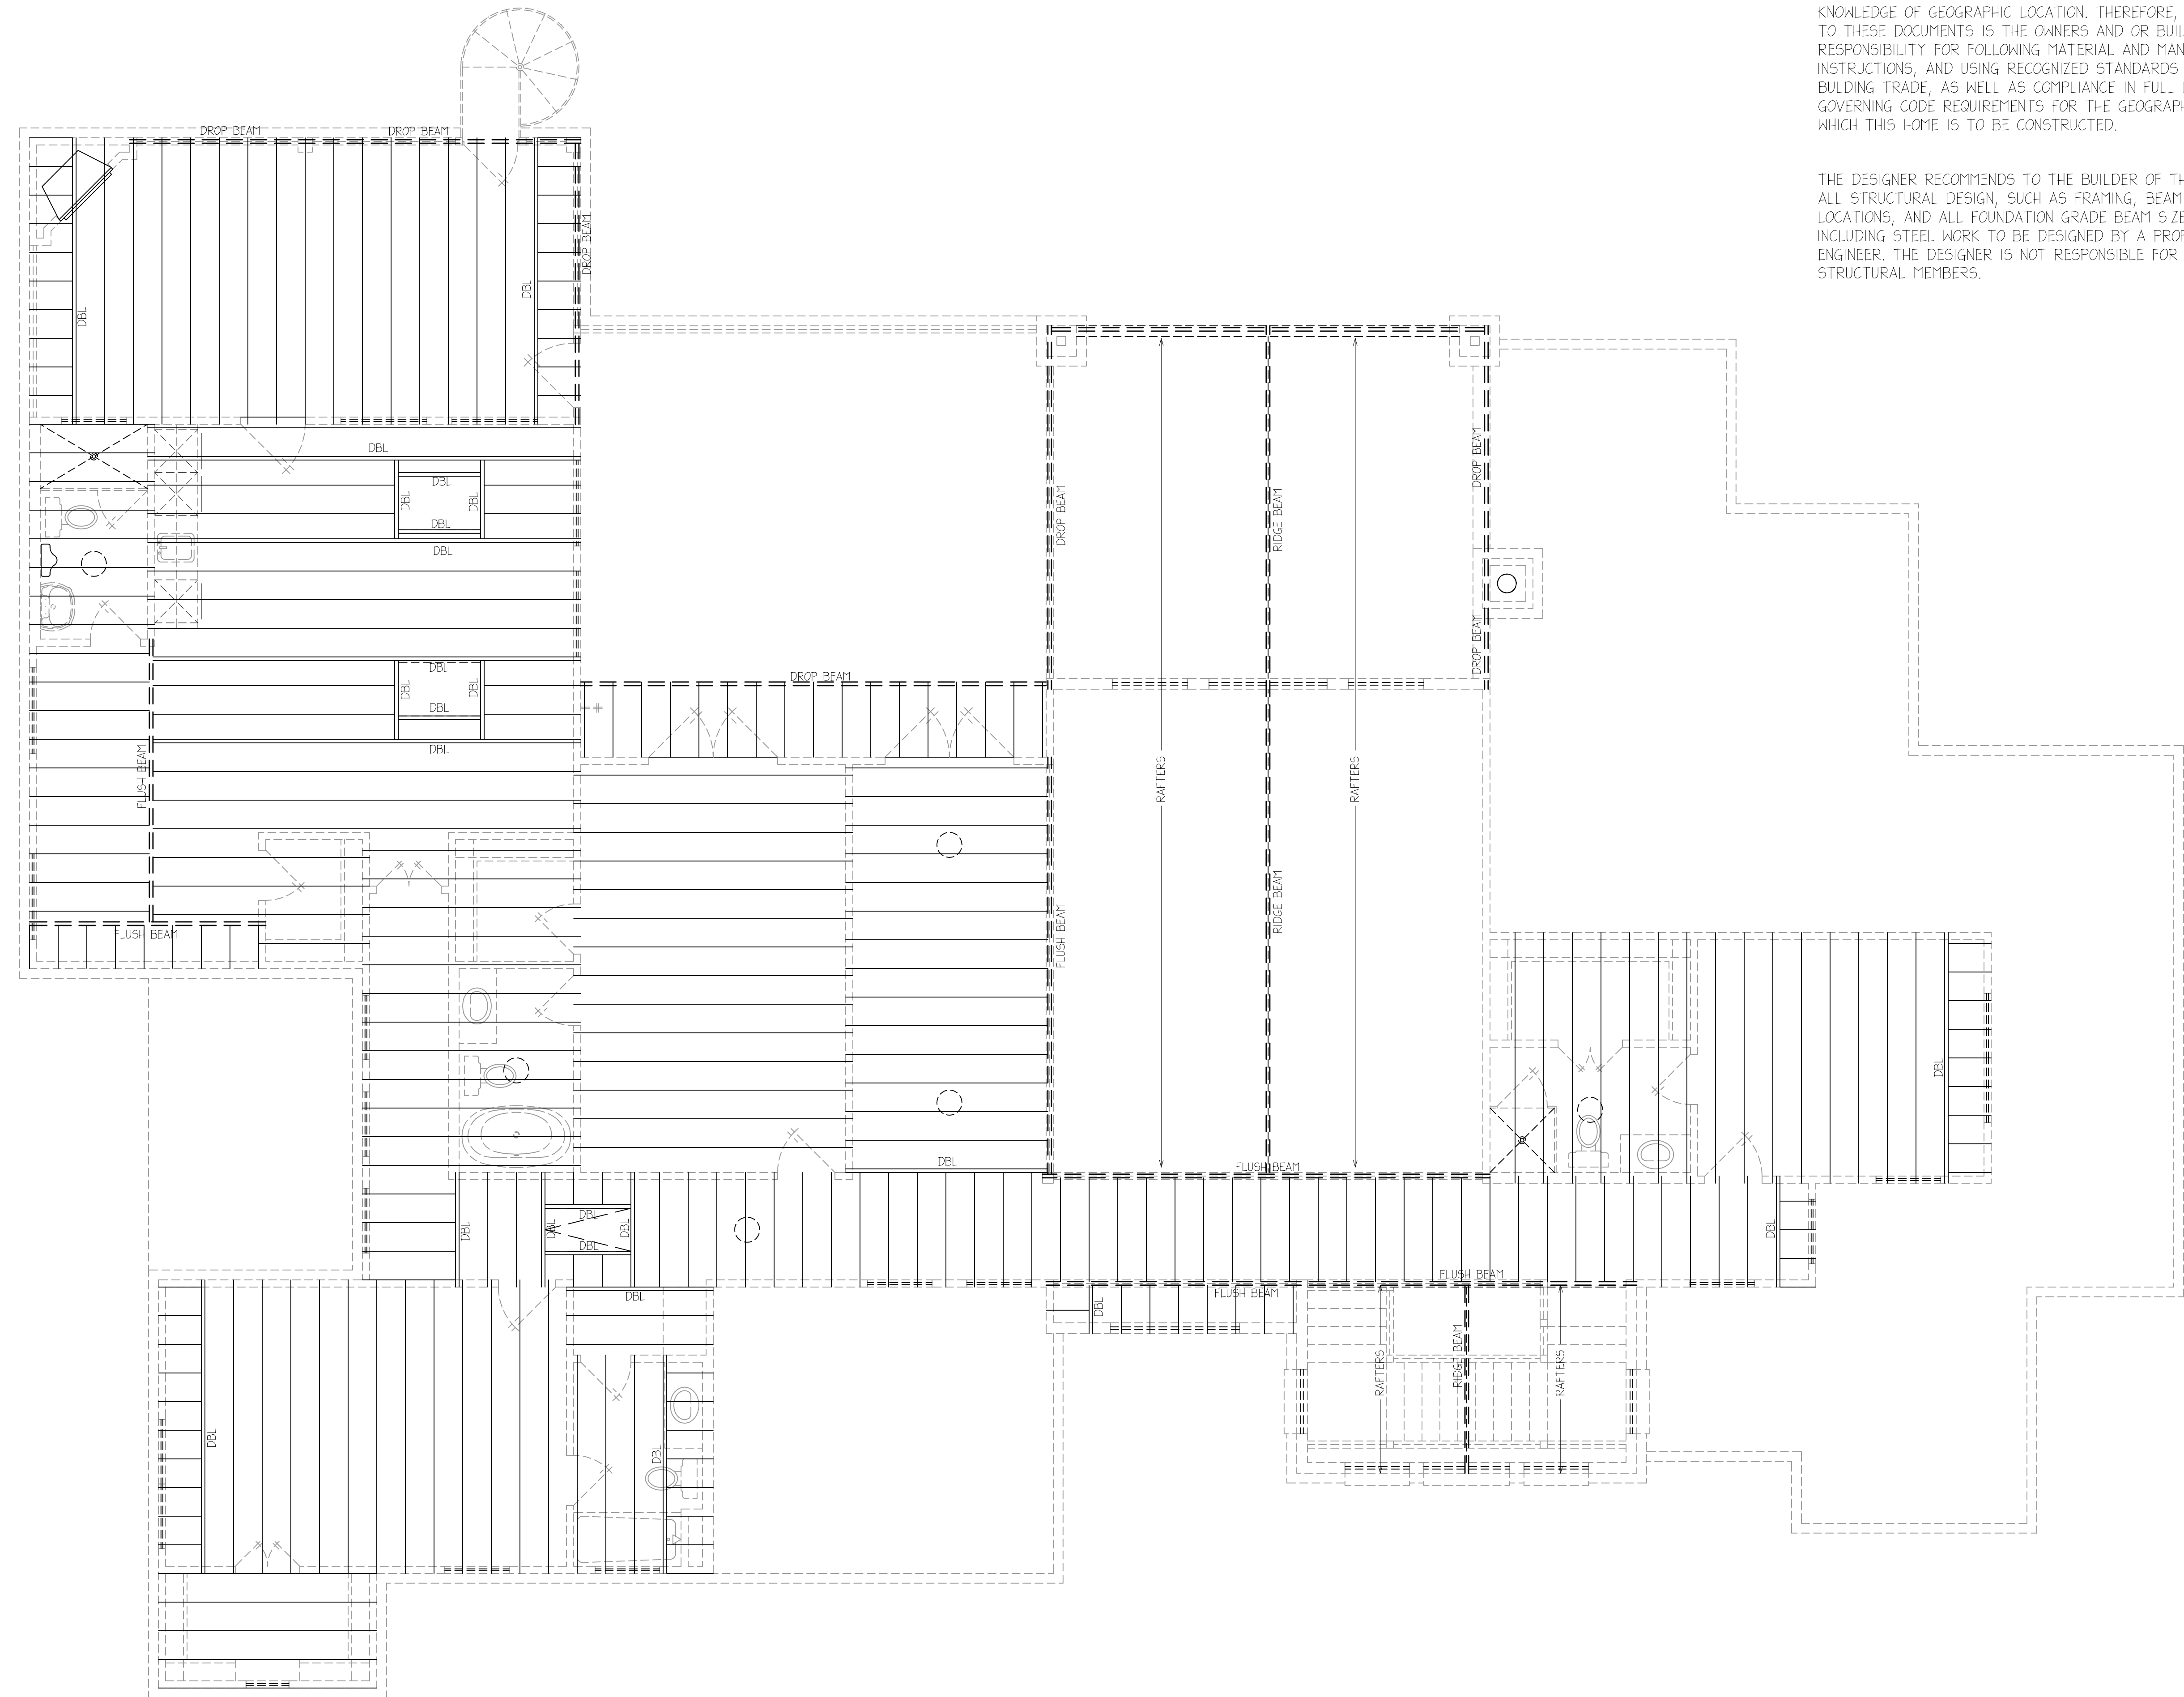 KNOWLEDGE OF GEOGRAPHIC LOCATION. THEREFORE,
TO THESE DOCUMENTS IS THE OWNERS AND OR BUIL
RESPONSIBILITY FOR FOLLOWING MATERIAL AND MAN
INSTRUCTIONS, AND USING RECOGNIZED STANDARDS
BULDING TRADE, AS WELL AS COMPLIANCE IN FULL
GOVERNING CODE REQUIREMENTS FOR THE GEOGRAPH
WHICH THIS HOME IS TO BE CONSTRUCTED.
THE DESIGNER RECOMMENDS TO THE BUILDER OF TH
ALL STRUCTURAL DESIGN, SUCH AS FRAMING, BEAM
LOCATIONS, AND ALL FOUNDATION GRADE BEAM SIZE
INCLUDING STEEL WORK TO BE DESIGNED BY A PROF
ENGINEER. THE DESIGNER IS NOT RESPONSIBLE FOR
STRUCTURAL MEMBERS.
DROP BEAM
DROP BEAM
DROP BEAM
DBL
DBL
DBL
DBL
DBL
DBL
DBL
DBL
DROP BEAM
RIDGE BEAM
DROP BEAM
DROP BEAM
DBL
DBL
DBL
DBL
DBL
DROP BEAM
FLUSH BEAM
RAFTERS
RAFTERS
FLUSH BEAM
FLUSH BEAM
RIDGE BEAM
DBL
DBL
FLUSH BEAM
DBL
DBL
DBL
DBL
DBL
DBL
FLUSH BEAM
FLUSH BEAM
DBL
DBL
RAFTERS
RIDGE BEAM
RAFTERS
DBL
DBL